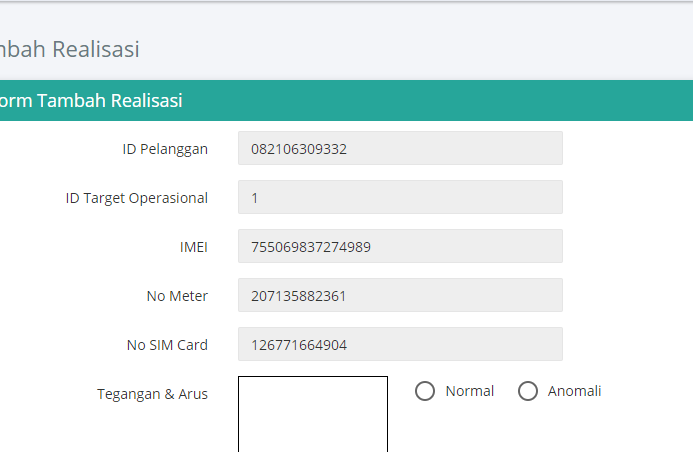 mbah Realisasi
orm Tambah Realisasi
ID Pelanggan 082106309332
ID Target Operasional 1
IMEI 755069837274989
No Meter 207135882361
No SIM Card 126771664904
Tegangan & Arus Normal Anomali